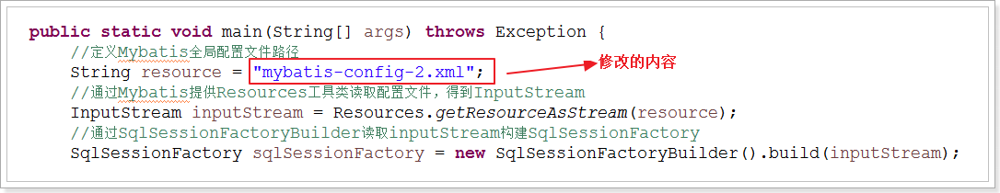 public static void main(String[] args) throws Exception {
//定义Mybatis全局配置文件路径
String resource = "mybatis-config-2.xml";
修改的内容
//通过Mybatis提供Resources工具类读取配置文件，得到InputStream
InputStream inputStream = Resources.getResourceAsStream(resource);
//通过SqlSessionFactoryBuilder读取inputStream构建SqlSessionFactory
SqlSessionFactory sqlSessionFactory = new SqlSessionFactoryBuilder().build(inputStream);